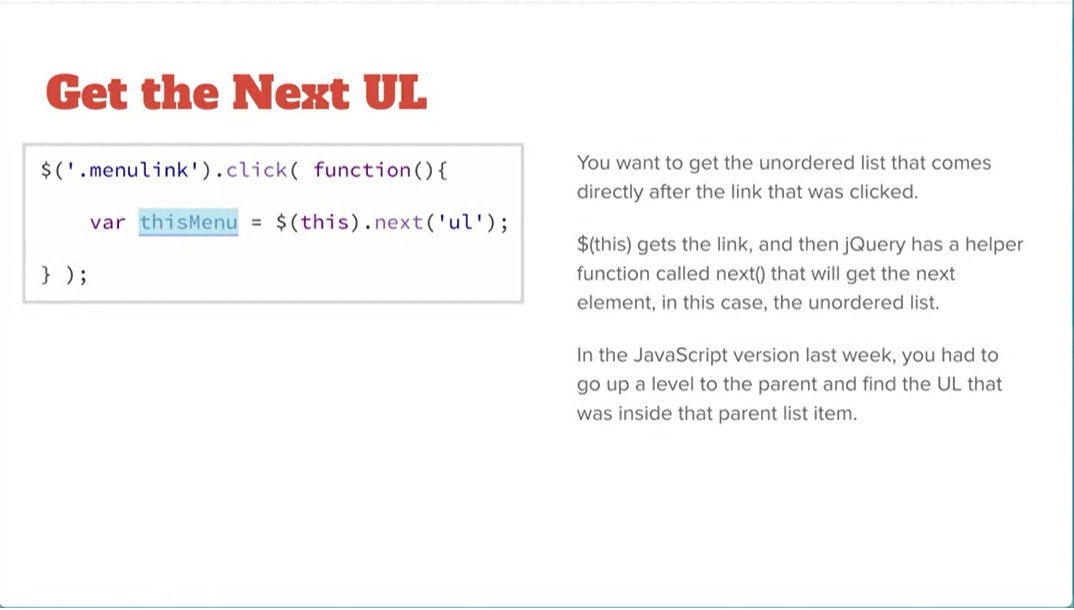 Get the Next UL
$('.menulink').click( function(){
var thisMenu = $(this).next('ul');
} );
You want to get the unordered list that comes
directly after the link that was clicked.
$(this) gets the link, and then jQuery has a helper
function called next() that will get the next
element, in this case, the unordered list.
In the JavaScript version last week, you had to
go up a level to the parent and find the UL that
was inside that parent list item.